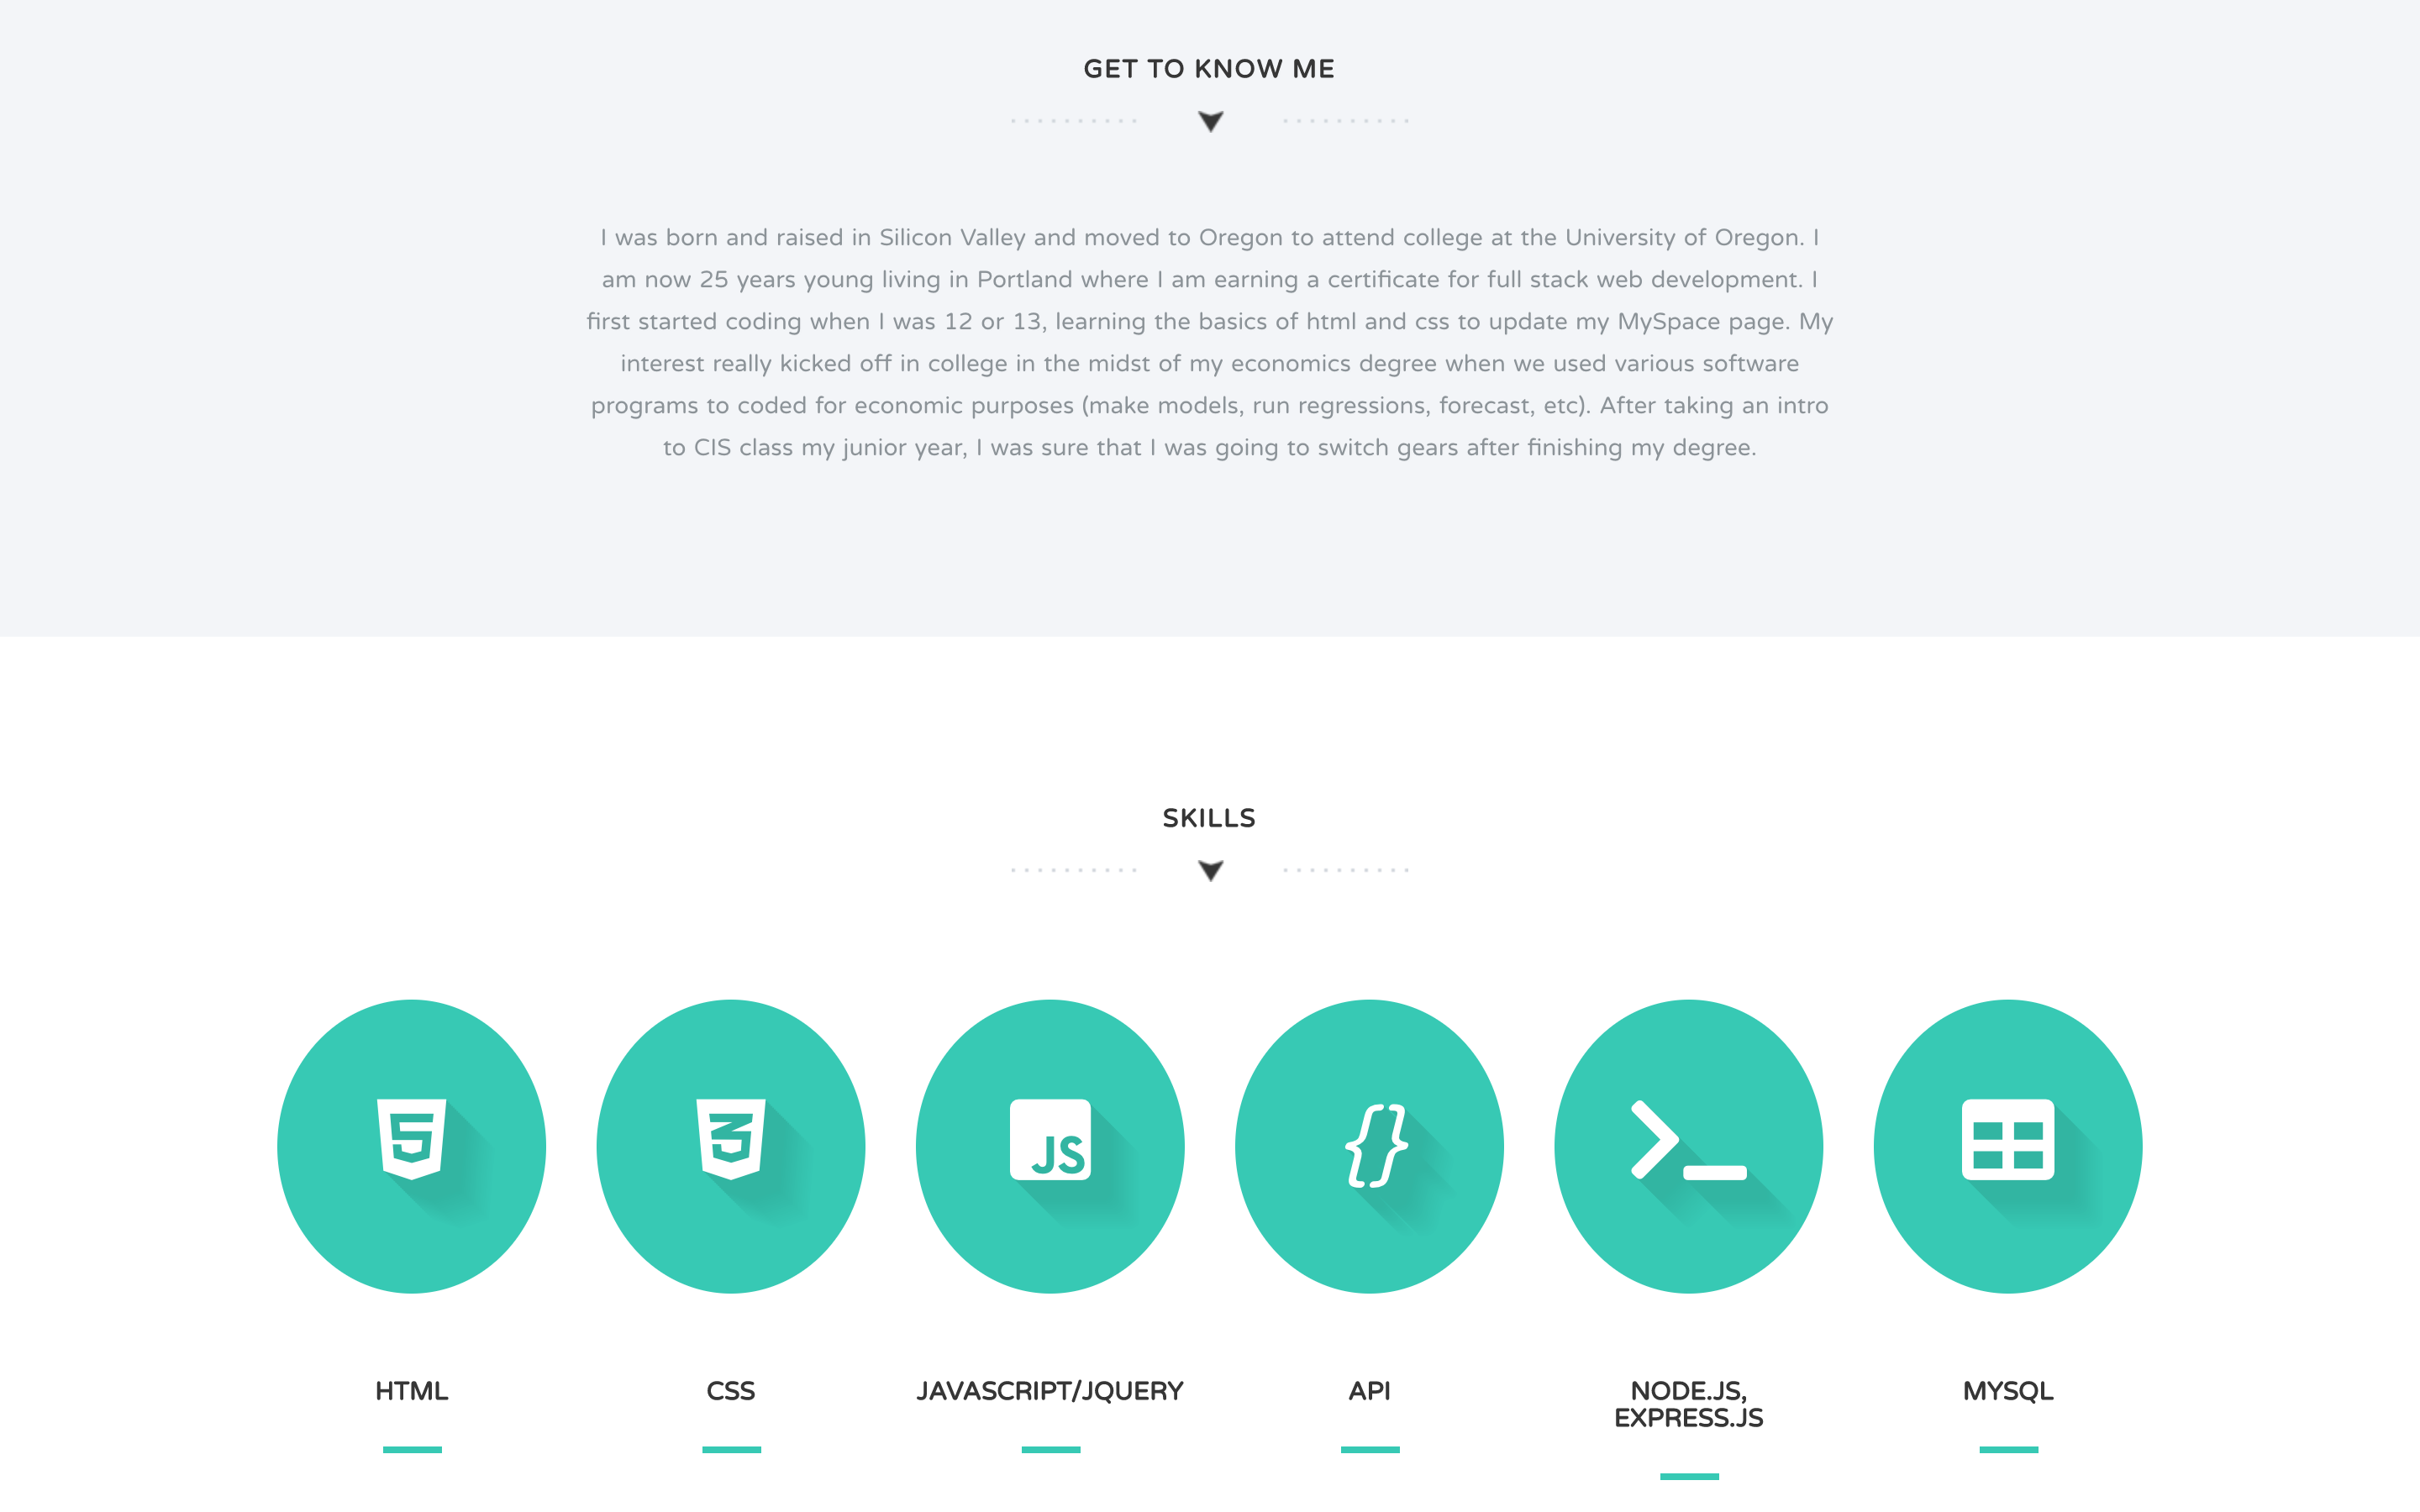 GET TO KNOW ME
I was born and raised in Silicon Valley and moved to Oregon to attend college at the University of Oregon. I
am now 25 years young living in Portland where I am earning a certificate for full stack web development. I
first started coding when I was 12 or 13, learning the basics of html and css to update my MySpace page. My
interest really kicked off in college in the midst of my economics degree when we used various software
programs to coded for economic purposes (make models, run regressions, forecast, etc). After taking an intro
to CIS class my junior year, I was sure that I was going to switch gears after finishing my degree.
SKILLS
5
3
JS
{}
>_
HTML
CSS
JAVASCRIPT/JQUERY
API
NODE.JS,
EXPRESS.JS
MYSQL